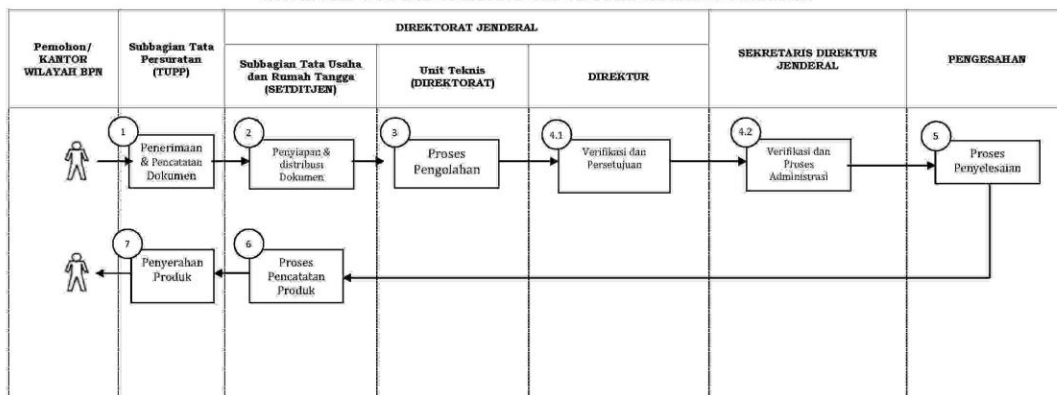 DIREKTORAT JENDERAL
Pemohon/
KANTOR
WILAYAH BPN
Subbagian Tata
Persuratan
(TUPP)
Subbagian Tata Usaha
dan Rumah Tangga
(SETDITJEN)
Unit Teknis
(DIREKTORAT)
DIREKTUR
SEKRETARIS DIREKTUR
JENDERAL
PENGESAHAN
1
Penerimaan
& Pencatatan
Dokumen
2
Penyiapan &
distribusi
Dokumen
3
Proses
Pengolahan
4.1
Verifikasi dan
Persetujuan
4.2
Verifikasi dan
Proses
Administrasi
5
Proses
Penyelesaian
7
Penyerahan
Produk
6
Proses
Pencatatan
Produk